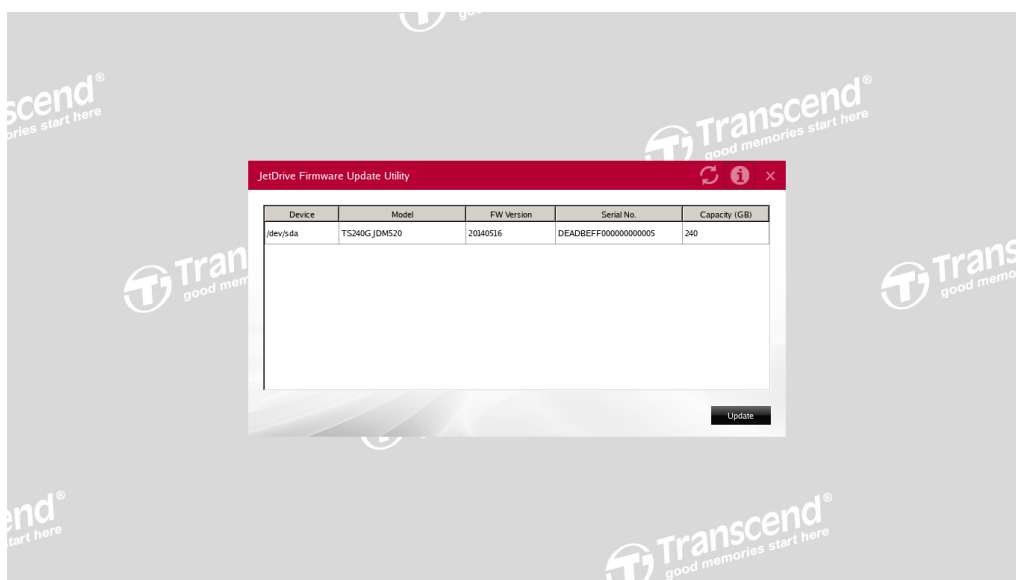 scend®
ories start here
Transcend®
good memories start here
JetDrive Firmware Update Utility
Device Model FW Version Serial No. Capacity (GB)
/dev/sda TS240GJDM520 20140516 DEADBEFF000000000005 240
Tran
good mem
Trans
good memo
Update
end®
start here
Transcend®
good memories start here